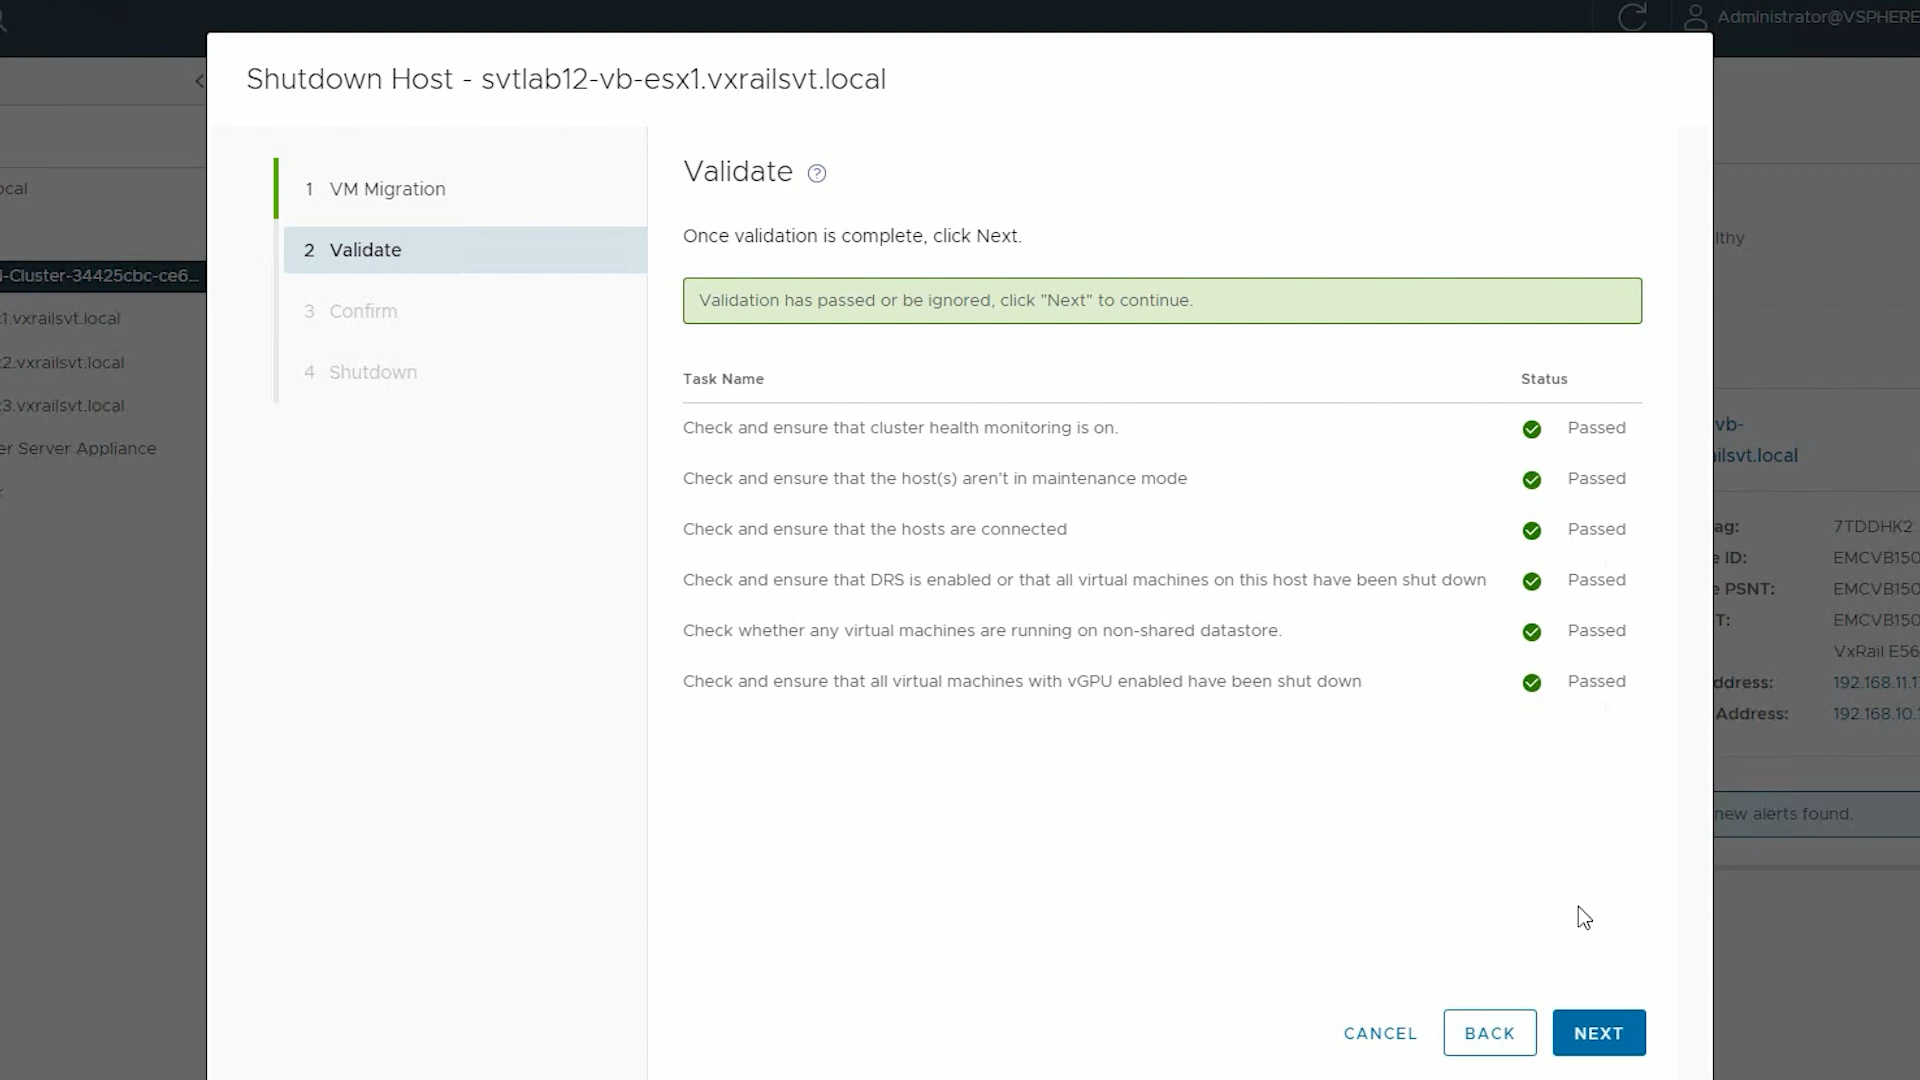 Administrator@VSPHERE
Shutdown Host - svtlab12-vb-esx1.vxrailsvt.local
1 VM Migration
2 Validate
3 Confirm
4 Shutdown
Validate
Once validation is complete, click Next.
Validation has passed or be ignored, click "Next" to continue.
Task Name Status
Check and ensure that cluster health monitoring is on. Passed
Check and ensure that the host(s) aren't in maintenance mode Passed
Check and ensure that the hosts are connected Passed
Check and ensure that DRS is enabled or that all virtual machines on this host have been shut down Passed
Check whether any virtual machines are running on non-shared datastore. Passed
Check and ensure that all virtual machines with vGPU enabled have been shut down Passed
CANCEL BACK NEXT
ocal
-Cluster-34425cbc-ce6...
1.vxrailsvt.local
2.vxrailsvt.local
3.vxrailsvt.local
er Server Appliance
lthy
vb-
ilsvt.local
ag: 7TDDHK2
e ID: EMCVB150
e PSNT: EMCVB150
T: EMCVB150
VxRail E56
ddress: 192.168.11.1
Address: 192.168.10.
new alerts found.